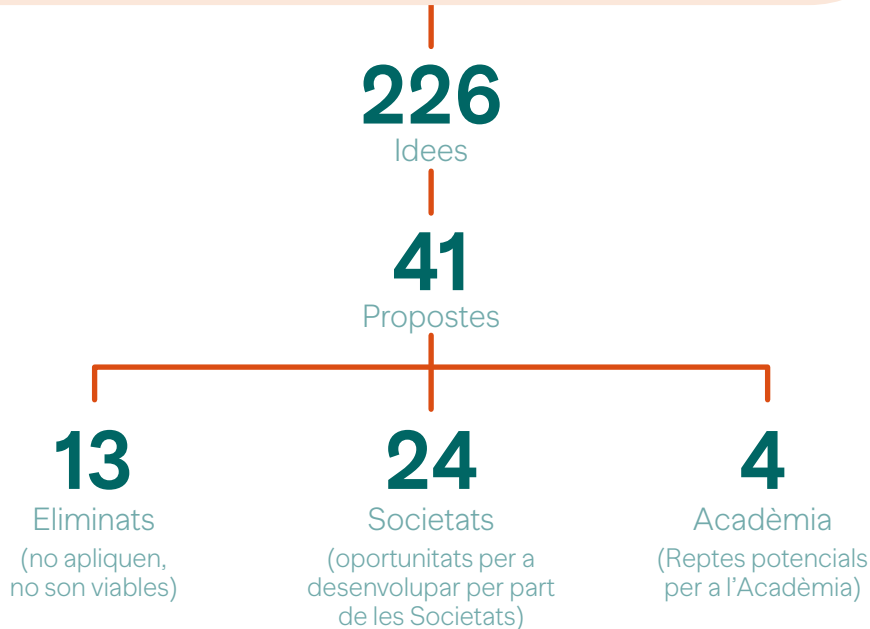 226
Idees
41
Propostes
13
Eliminats
(no apliquen,
no son viables)
24
Societats
(oportunitats per a
desenvolupar per part
de les Societats)
4
Acadèmia
(Reptes potencials
per a l’Acadèmia)